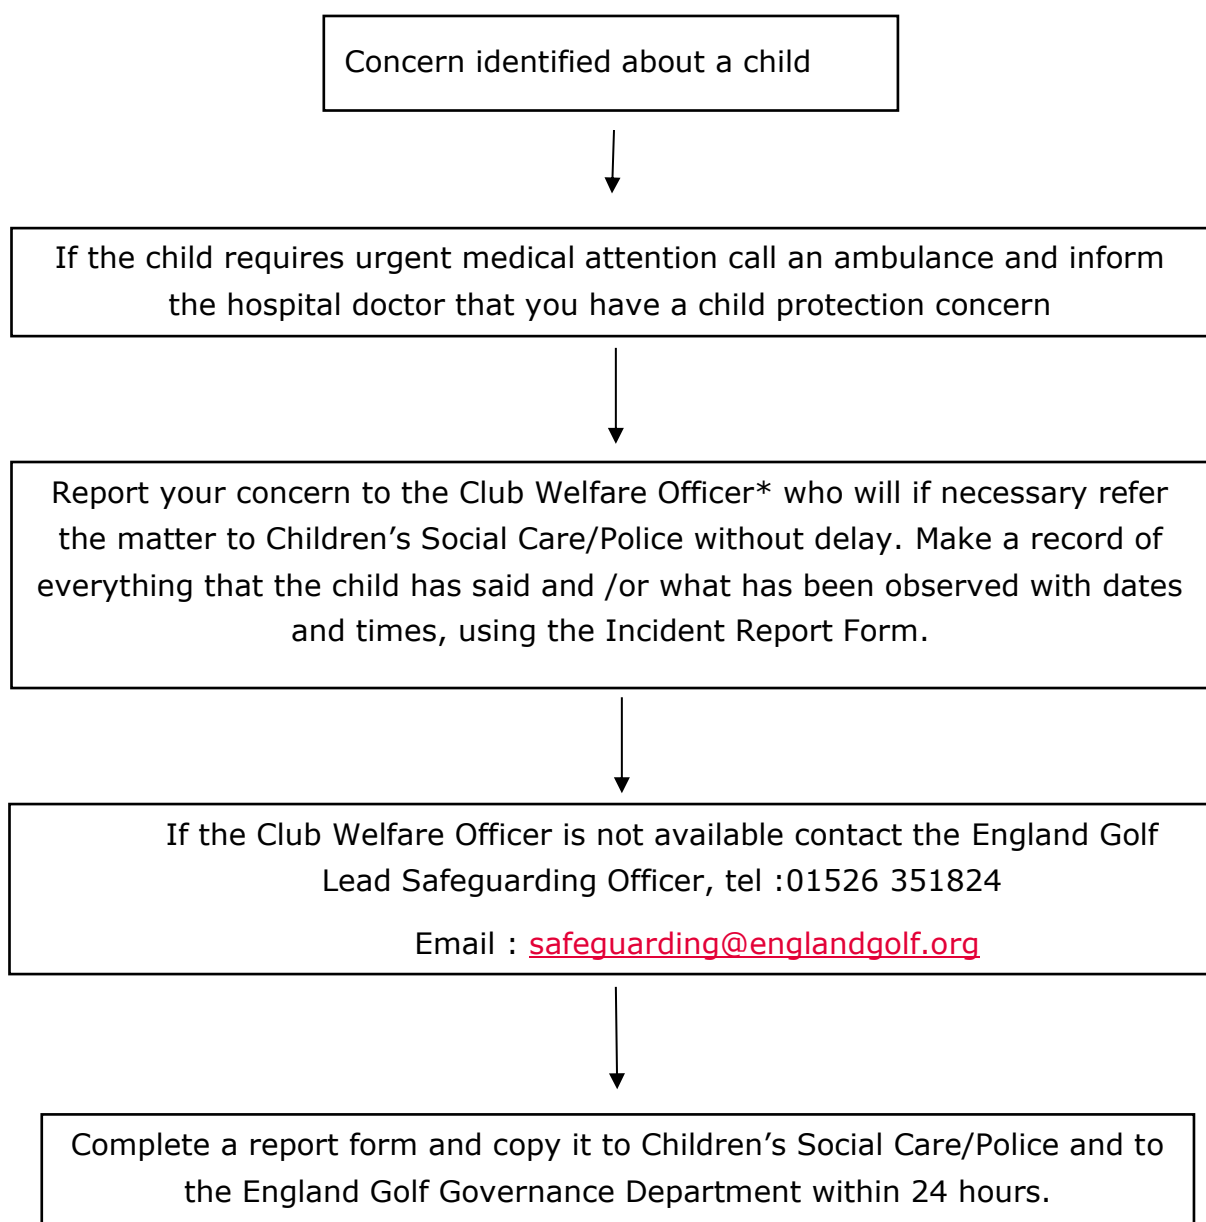 Concern identified about a child
If the child requires urgent medical attention call an ambulance and inform
the hospital doctor that you have a child protection concern
Report your concern to the Club Welfare Officer* who will if necessary refer
the matter to Children’s Social Care/Police without delay. Make a record of
everything that the child has said and /or what has been observed with dates
and times, using the Incident Report Form.
If the Club Welfare Officer is not available contact the England Golf
Lead Safeguarding Officer, tel :01526 351824
Email : safeguarding@englandgolf.org
Complete a report form and copy it to Children’s Social Care/Police and to
the England Golf Governance Department within 24 hours.